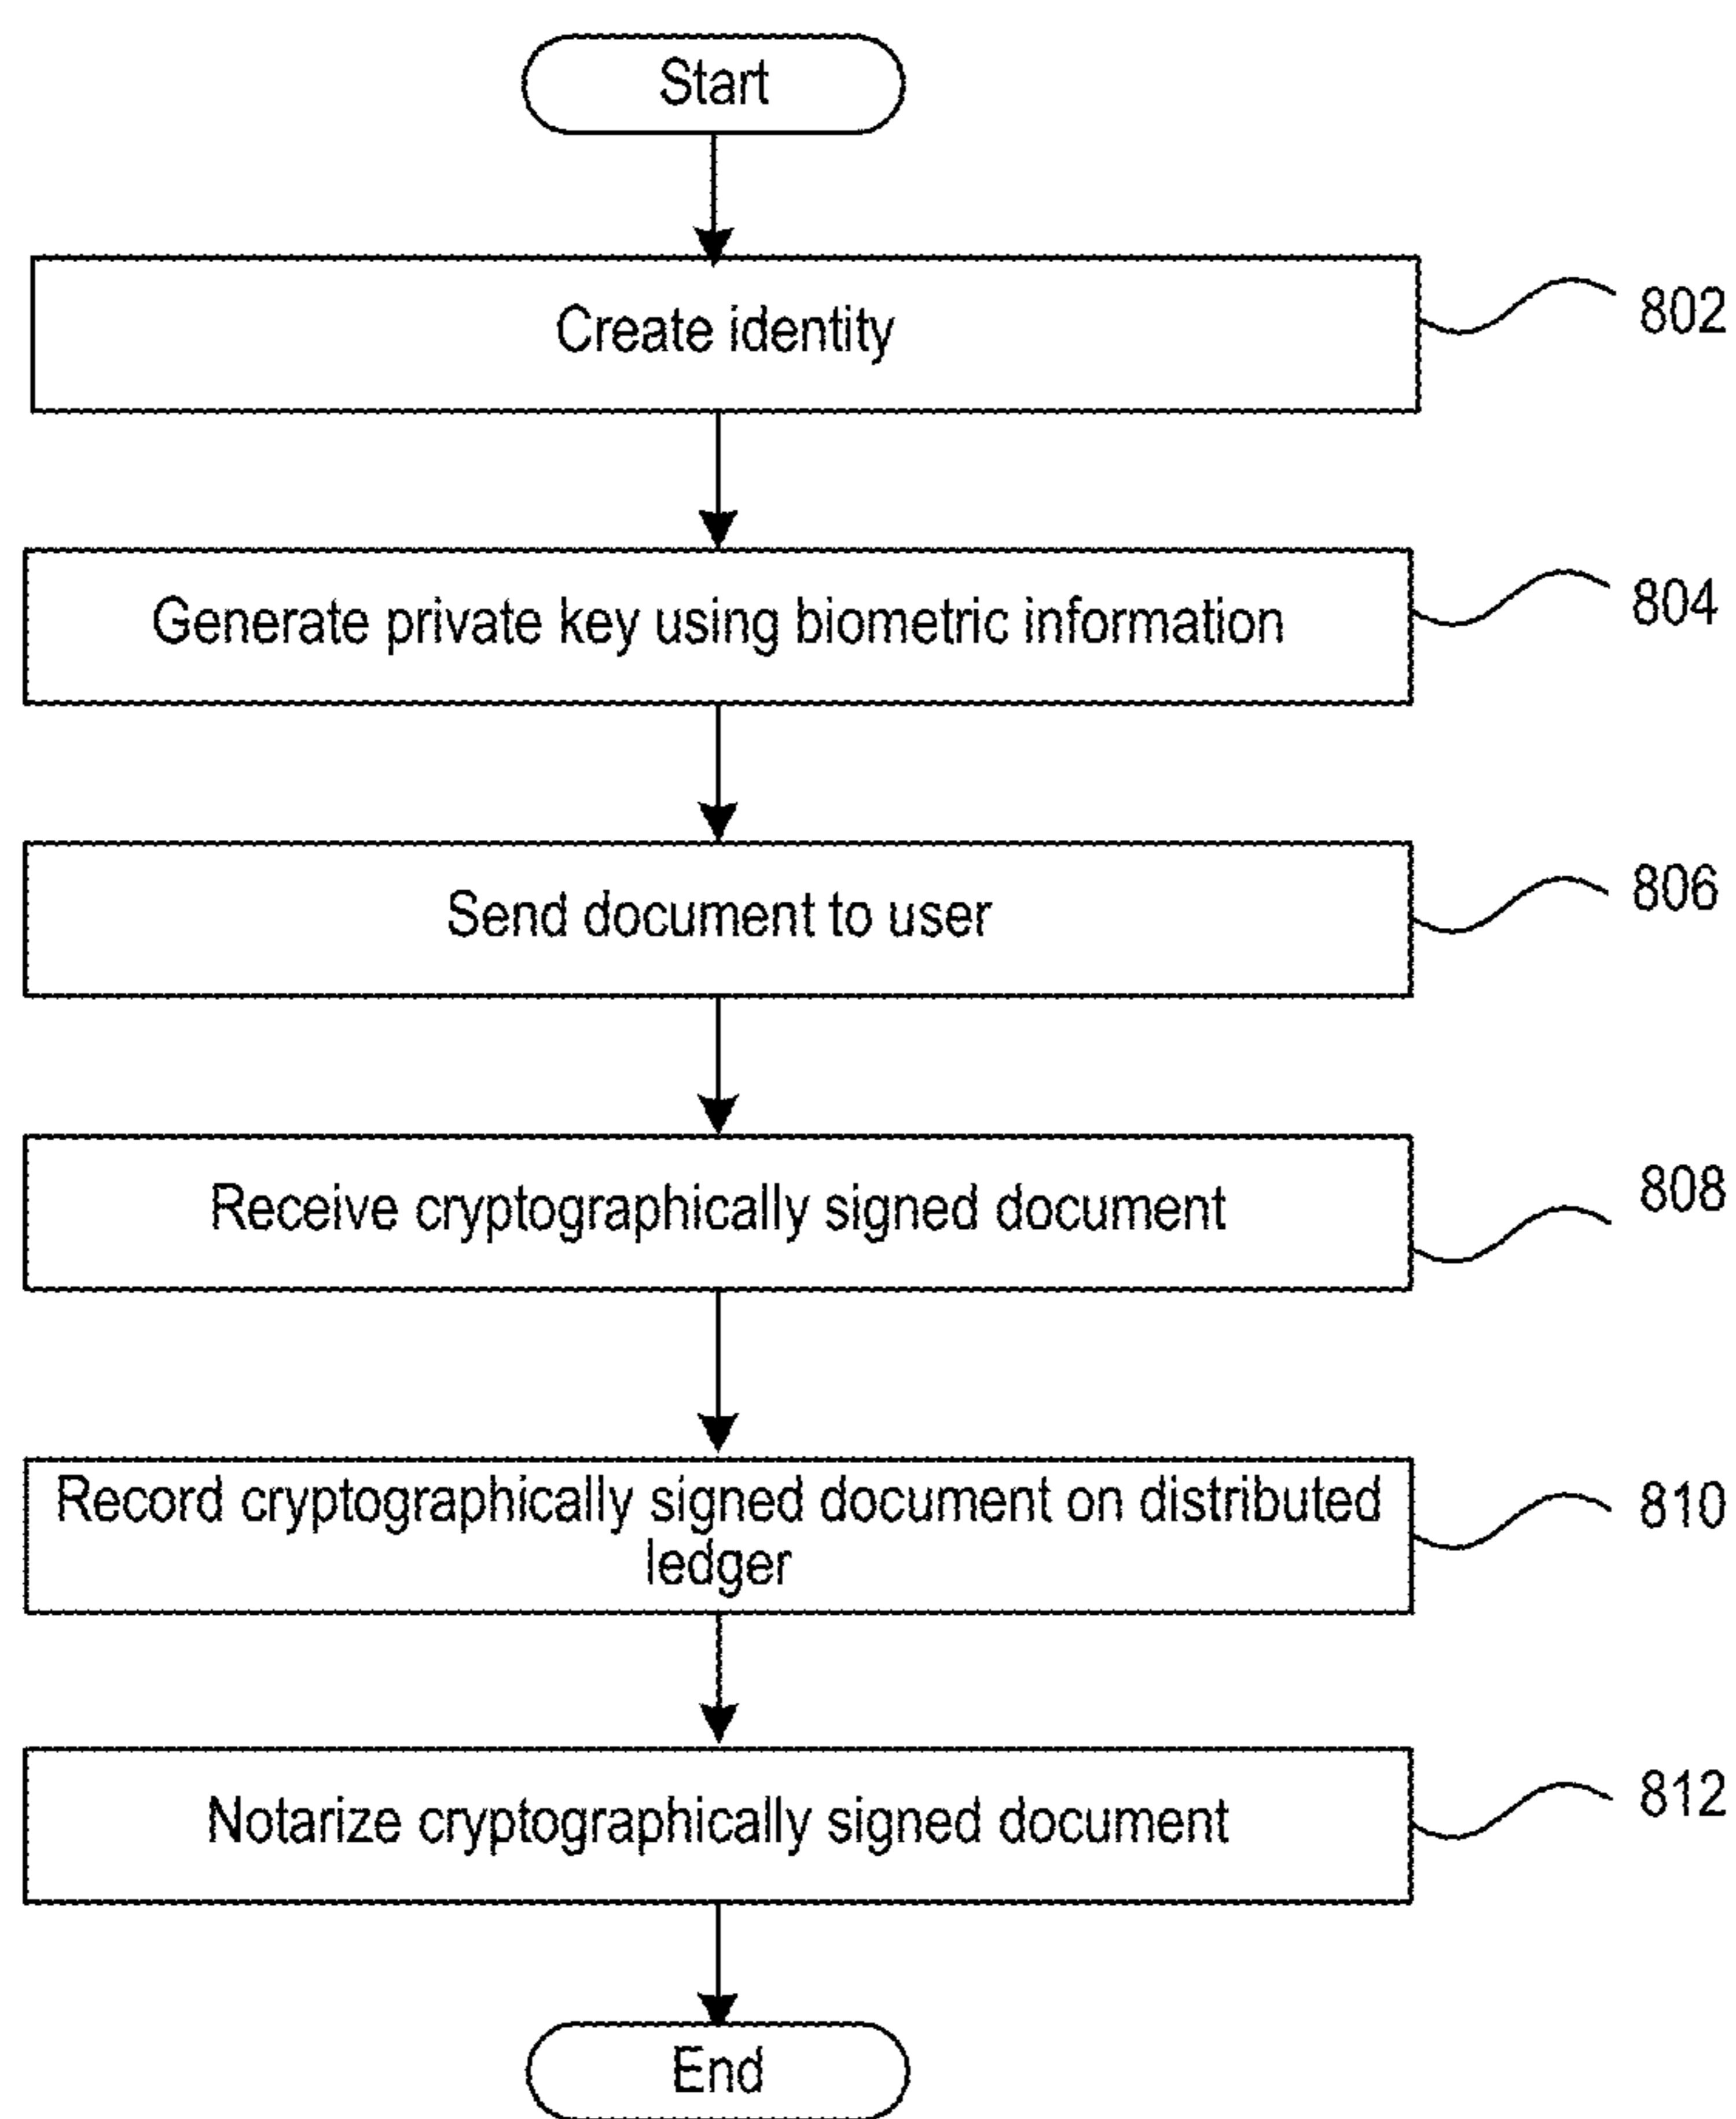 Start
Create identity
802
Generate private key using biometric information
804
Send document to user
806
Receive cryptographically signed document
808
Record cryptographically signed document on distributed
ledger
810
Notarize cryptographically signed document
812
End